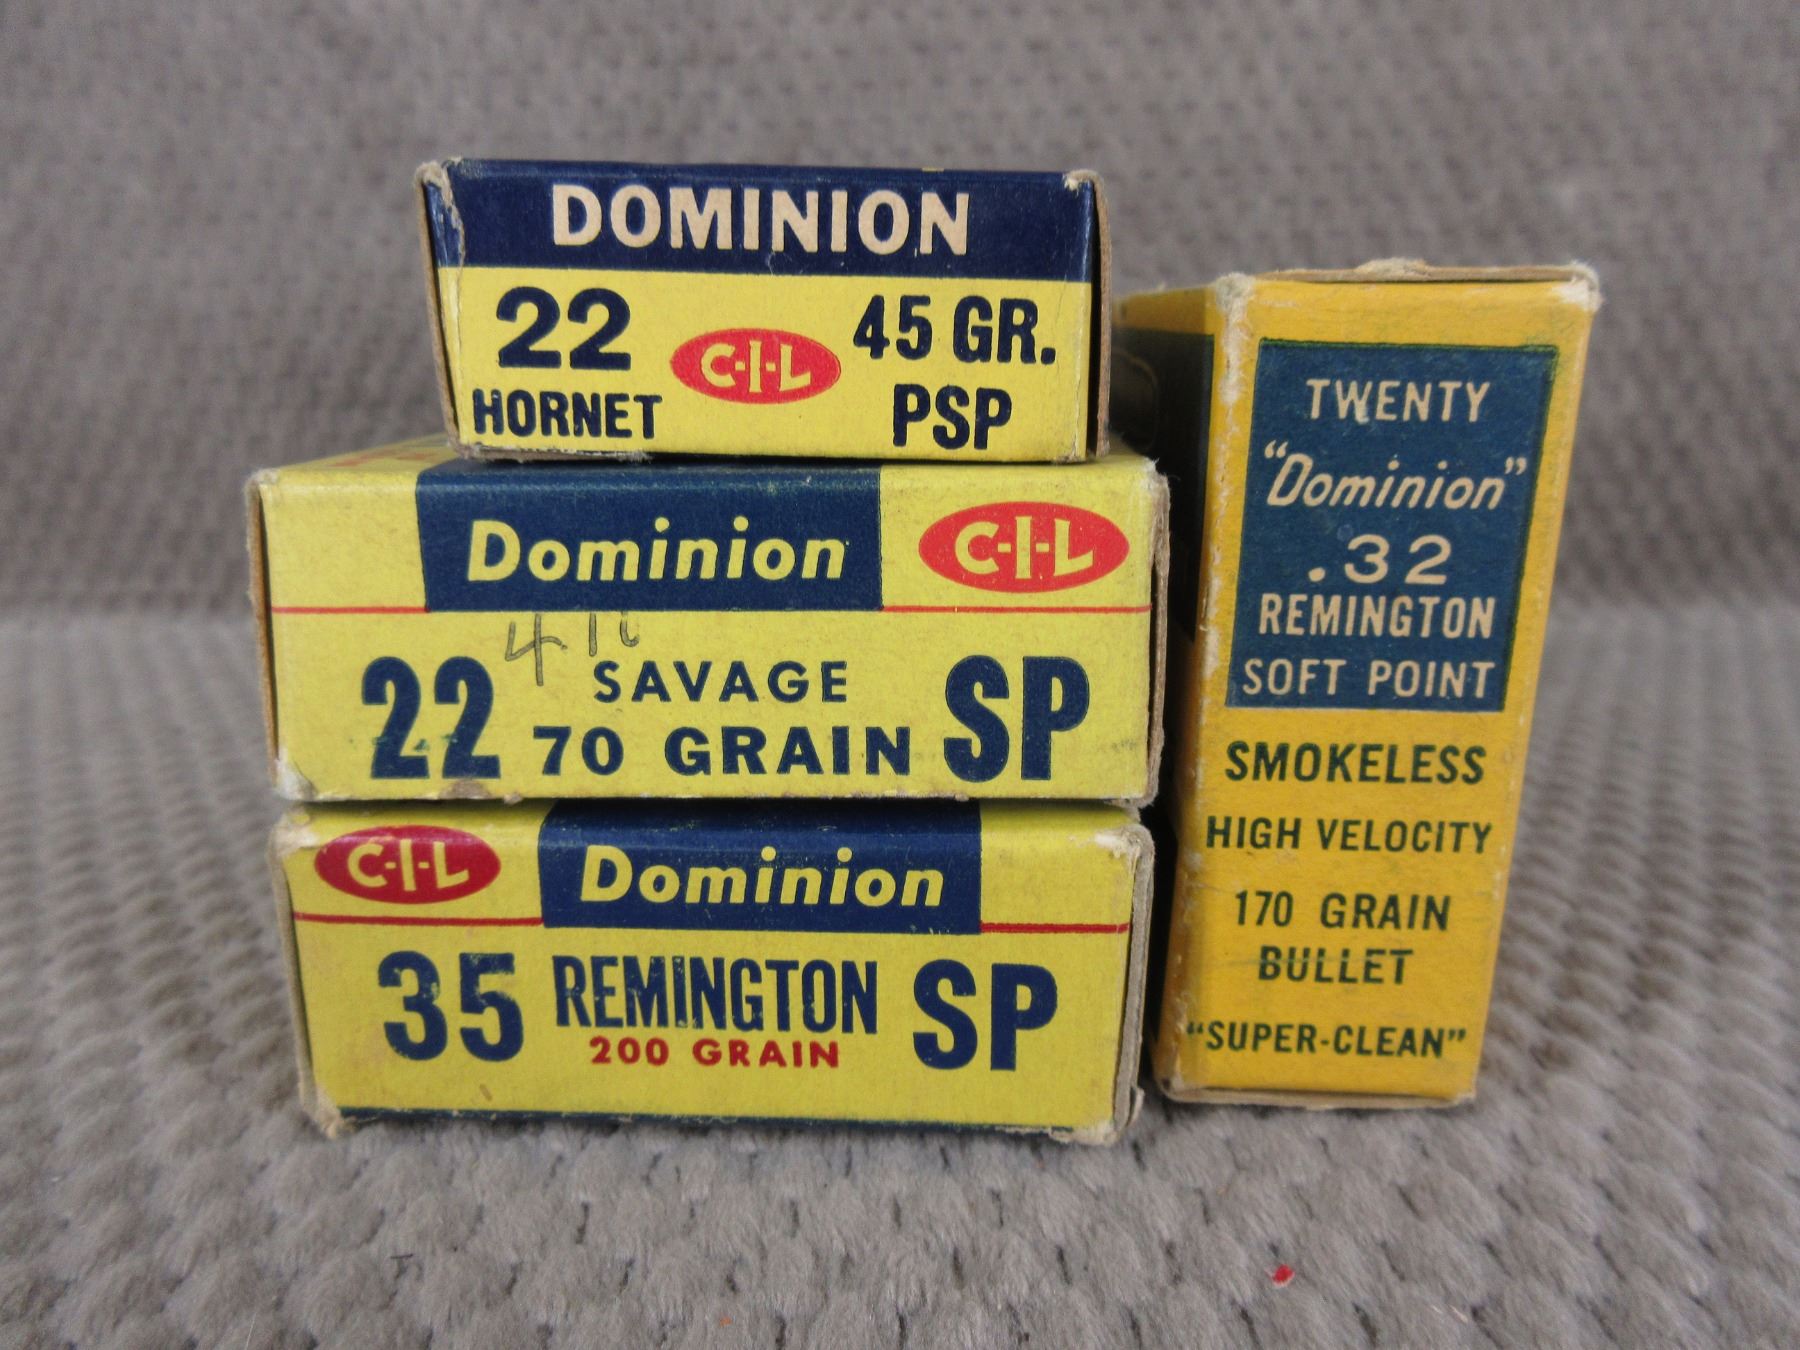 DOMINION
22
HORNET
C-I-L
45 GR.
PSP
Dominion
C-I-L
22
SAVAGE
70 GRAIN
SP
C-I-L
Dominion
35
REMINGTON
200 GRAIN
SP
TWENTY
"Dominion"
.32
REMINGTON
SOFT POINT
SMOKELESS
HIGH VELOCITY
170 GRAIN
BULLET
"SUPER-CLEAN"